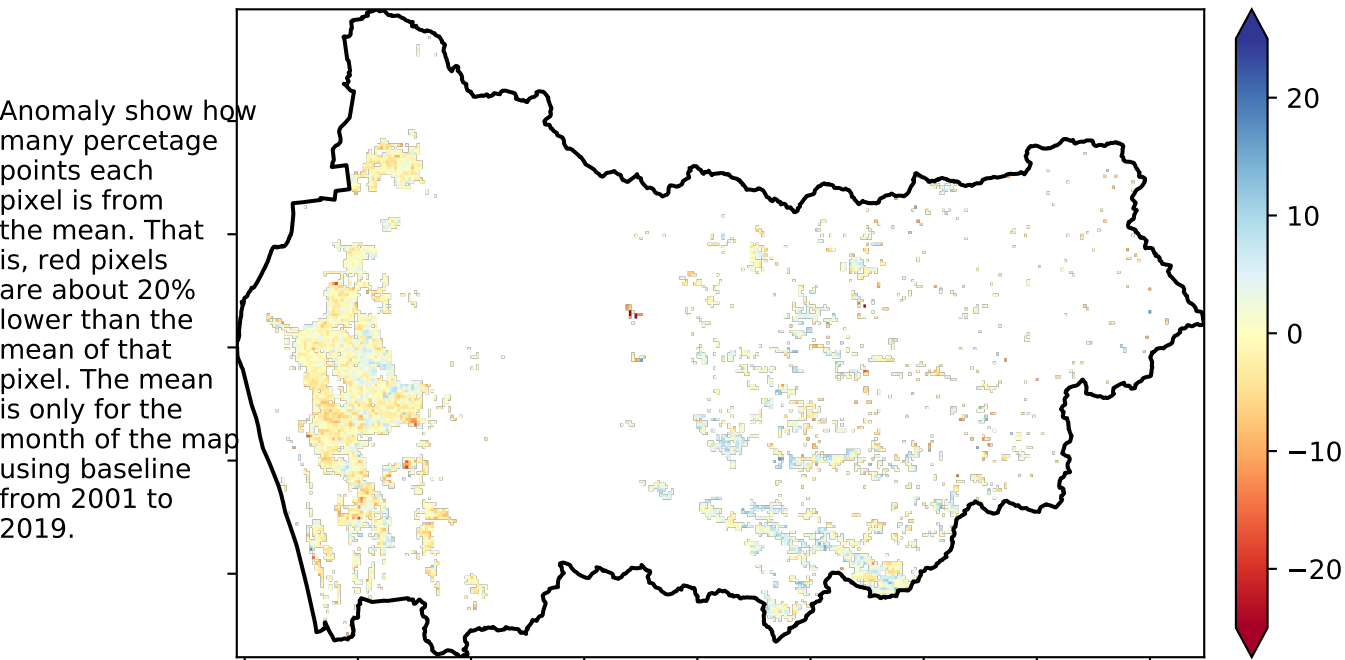 Anomaly show how
many percetage
points each
pixel is from
the mean. That
is, red pixels
are about 20%
lower than the
mean of that
pixel. The mean
is only for the
month of the map
using baseline
from 2001 to
2019.
20
10
0
−10
−20